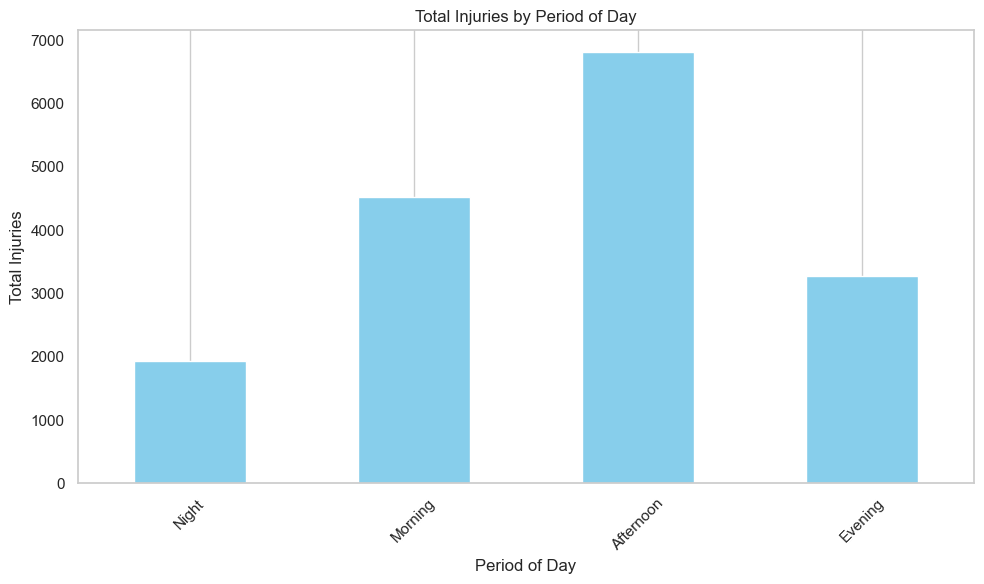 Total Injuries by Period of Day
7000
6000
5000
4000
3000
2000
1000
0
Total Injuries
Night
Morning
Afternoon
Evening
Period of Day